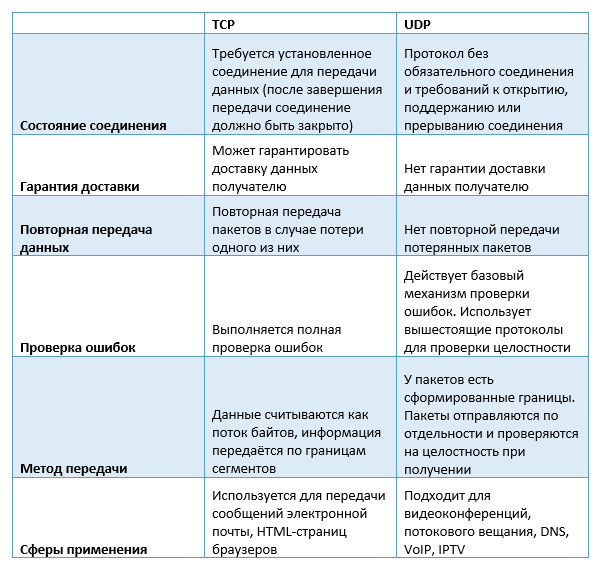 TCP
UDP
Состояние соединения
Требуется установленное
соединение для передачи
данных (после завершения
передачи соединение
должно быть закрыто)
Протокол без
обязательного соединения
и требований к открытию,
поддержанию или
прерыванию соединения
Гарантия доставки
Может гарантировать
доставку данных
получателю
Нет гарантии доставки
данных получателю
Повторная передача
данных
Повторная передача
пакетов в случае потери
одного из них
Нет повторной передачи
потерянных пакетов
Проверка ошибок
Выполняется полная
проверка ошибок
Действует базовый
механизм проверки
ошибок. Использует
вышестоящие протоколы
для проверки целостности
Метод передачи
Данные считываются как
поток байтов, информация
передаётся по границам
сегментов
У пакетов есть
сформированные границы.
Пакеты отправляются по
отдельности и проверяются
на целостность при
получении
Сферы применения
Используется для передачи
сообщений электронной
почты, HTML-страниц
браузеров
Подходит для
видеоконференций,
потокового вещания, DNS,
VoIP, IPTV